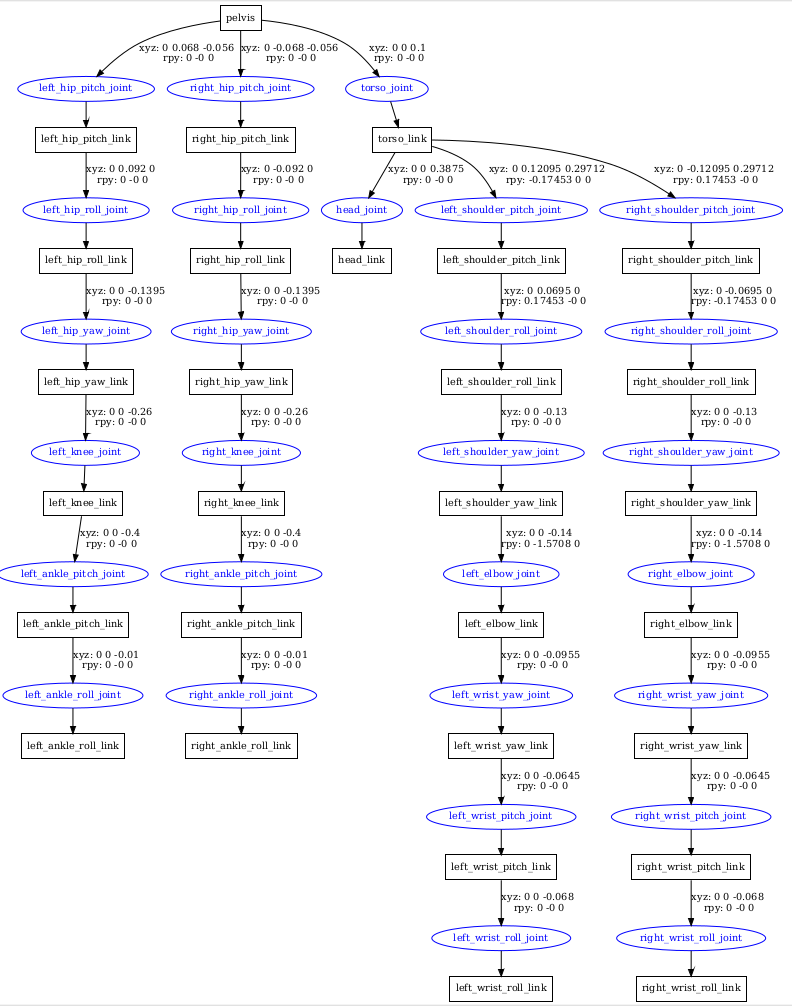 pelvis
xyz: 0 0.068 -0.056
rpy: 0 -0 0
xyz: 0 -0.068 -0.056
rpy: 0 -0 0
xyz: 0 0 0.1
rpy: 0 -0 0
left_hip_pitch_joint
right_hip_pitch_joint
torso_joint
left_hip_pitch_link
right_hip_pitch_link
torso_link
xyz: 0 0.092 0
rpy: 0 -0 0
xyz: 0 -0.092 0
rpy: 0 -0 0
xyz: 0 0 0.3875
rpy: 0 -0 0
xyz: 0 0.12095 0.29712
rpy: -0.17453 -0 0
xyz: 0 -0.12095 0.29712
rpy: 0.17453 -0 0
left_hip_roll_joint
right_hip_roll_joint
head_joint
left_shoulder_pitch_joint
right_shoulder_pitch_joint
left_hip_roll_link
right_hip_roll_link
head_link
left_shoulder_pitch_link
right_shoulder_pitch_link
xyz: 0 0 -0.1395
rpy: 0 -0 0
xyz: 0 0 -0.1395
rpy: 0 -0 0
xyz: 0 0.0695 0
rpy: 0.17453 -0 0
xyz: 0 -0.0695 0
rpy: -0.17453 0 0
left_hip_yaw_joint
right_hip_yaw_joint
left_shoulder_roll_joint
right_shoulder_roll_joint
left_hip_yaw_link
right_hip_yaw_link
left_shoulder_roll_link
right_shoulder_roll_link
xyz: 0 0 -0.26
rpy: 0 -0 0
xyz: 0 0 -0.26
rpy: 0 -0 0
xyz: 0 0 -0.13
rpy: 0 -0 0
xyz: 0 0 -0.13
rpy: 0 -0 0
left_knee_joint
right_knee_joint
left_shoulder_yaw_joint
right_shoulder_yaw_joint
left_knee_link
right_knee_link
left_shoulder_yaw_link
right_shoulder_yaw_link
xyz: 0 0 -0.4
rpy: 0 -0 0
xyz: 0 0 -0.4
rpy: 0 -0 0
xyz: 0 0 -0.14
rpy: 0 -1.5708 0
xyz: 0 0 -0.14
rpy: 0 -1.5708 0
left_ankle_pitch_joint
right_ankle_pitch_joint
left_elbow_joint
right_elbow_joint
left_ankle_pitch_link
right_ankle_pitch_link
left_elbow_link
right_elbow_link
xyz: 0 0 -0.01
rpy: 0 -0 0
xyz: 0 0 -0.01
rpy: 0 -0 0
xyz: 0 0 -0.0955
rpy: 0 -0 0
xyz: 0 0 -0.0955
rpy: 0 -0 0
left_ankle_roll_joint
right_ankle_roll_joint
left_wrist_yaw_joint
right_wrist_yaw_joint
left_ankle_roll_link
right_ankle_roll_link
left_wrist_yaw_link
right_wrist_yaw_link
xyz: 0 0 -0.0645
rpy: 0 -0 0
xyz: 0 0 -0.0645
rpy: 0 -0 0
left_wrist_pitch_joint
right_wrist_pitch_joint
left_wrist_pitch_link
right_wrist_pitch_link
xyz: 0 0 -0.068
rpy: 0 -0 0
xyz: 0 0 -0.068
rpy: 0 -0 0
left_wrist_roll_joint
right_wrist_roll_joint
left_wrist_roll_link
right_wrist_roll_link